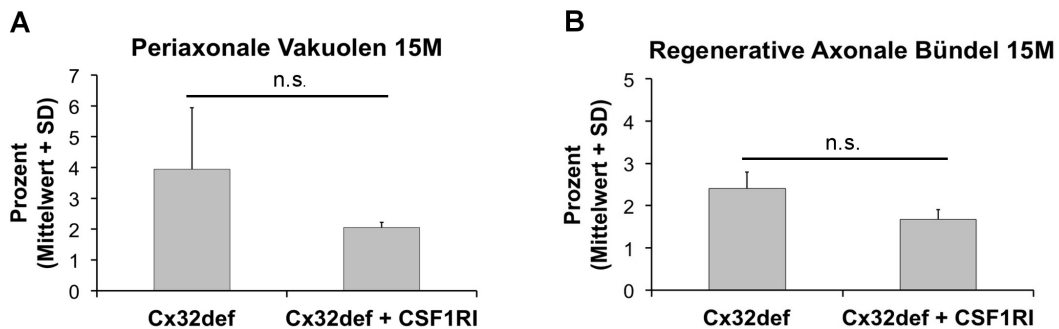 A
Periaxonale Vakuolen 15M
n.s.
7
6
5
4
3
2
1
0
Prozent
(Mittelwert + SD)
Cx32def
Cx32def + CSF1RI
B
Regenerative Axonale Bündel 15M
n.s.
5
4
3
2
1
0
Prozent
(Mittelwert + SD)
Cx32def
Cx32def + CSF1RI